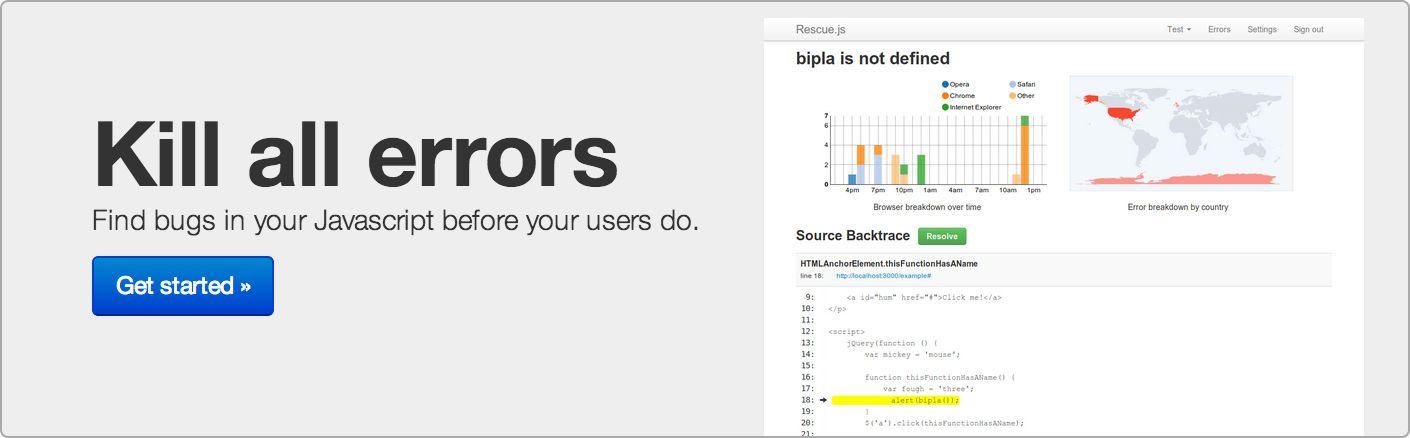 Kill all errors
Find bugs in your Javascript before your users do.
Get started »
Rescue.js
Test Errors Settings Sign out
bipla is not defined
Opera Safari
Chrome Other
Internet Explorer
7
6
4
2
0
4pm 7pm 10pm 1am 4am 7am 10am 1pm
Browser breakdown over time
Error breakdown by country
Source Backtrace Resolve
HTMLAnchorElement.thisFunctionHasAName
line 18: http://localhost:3000/example#
9: <a id="hum" href="#">Click me!</a>
10: </p>
11:
12: <script>
13: jQuery(function () {
14: var mickey = 'mouse';
15:
16: function thisFunctionHasAName() {
17: var fough = 'three';
18: alert(bipla());
19: }
20: $('a').click(thisFunctionHasAName);
21: